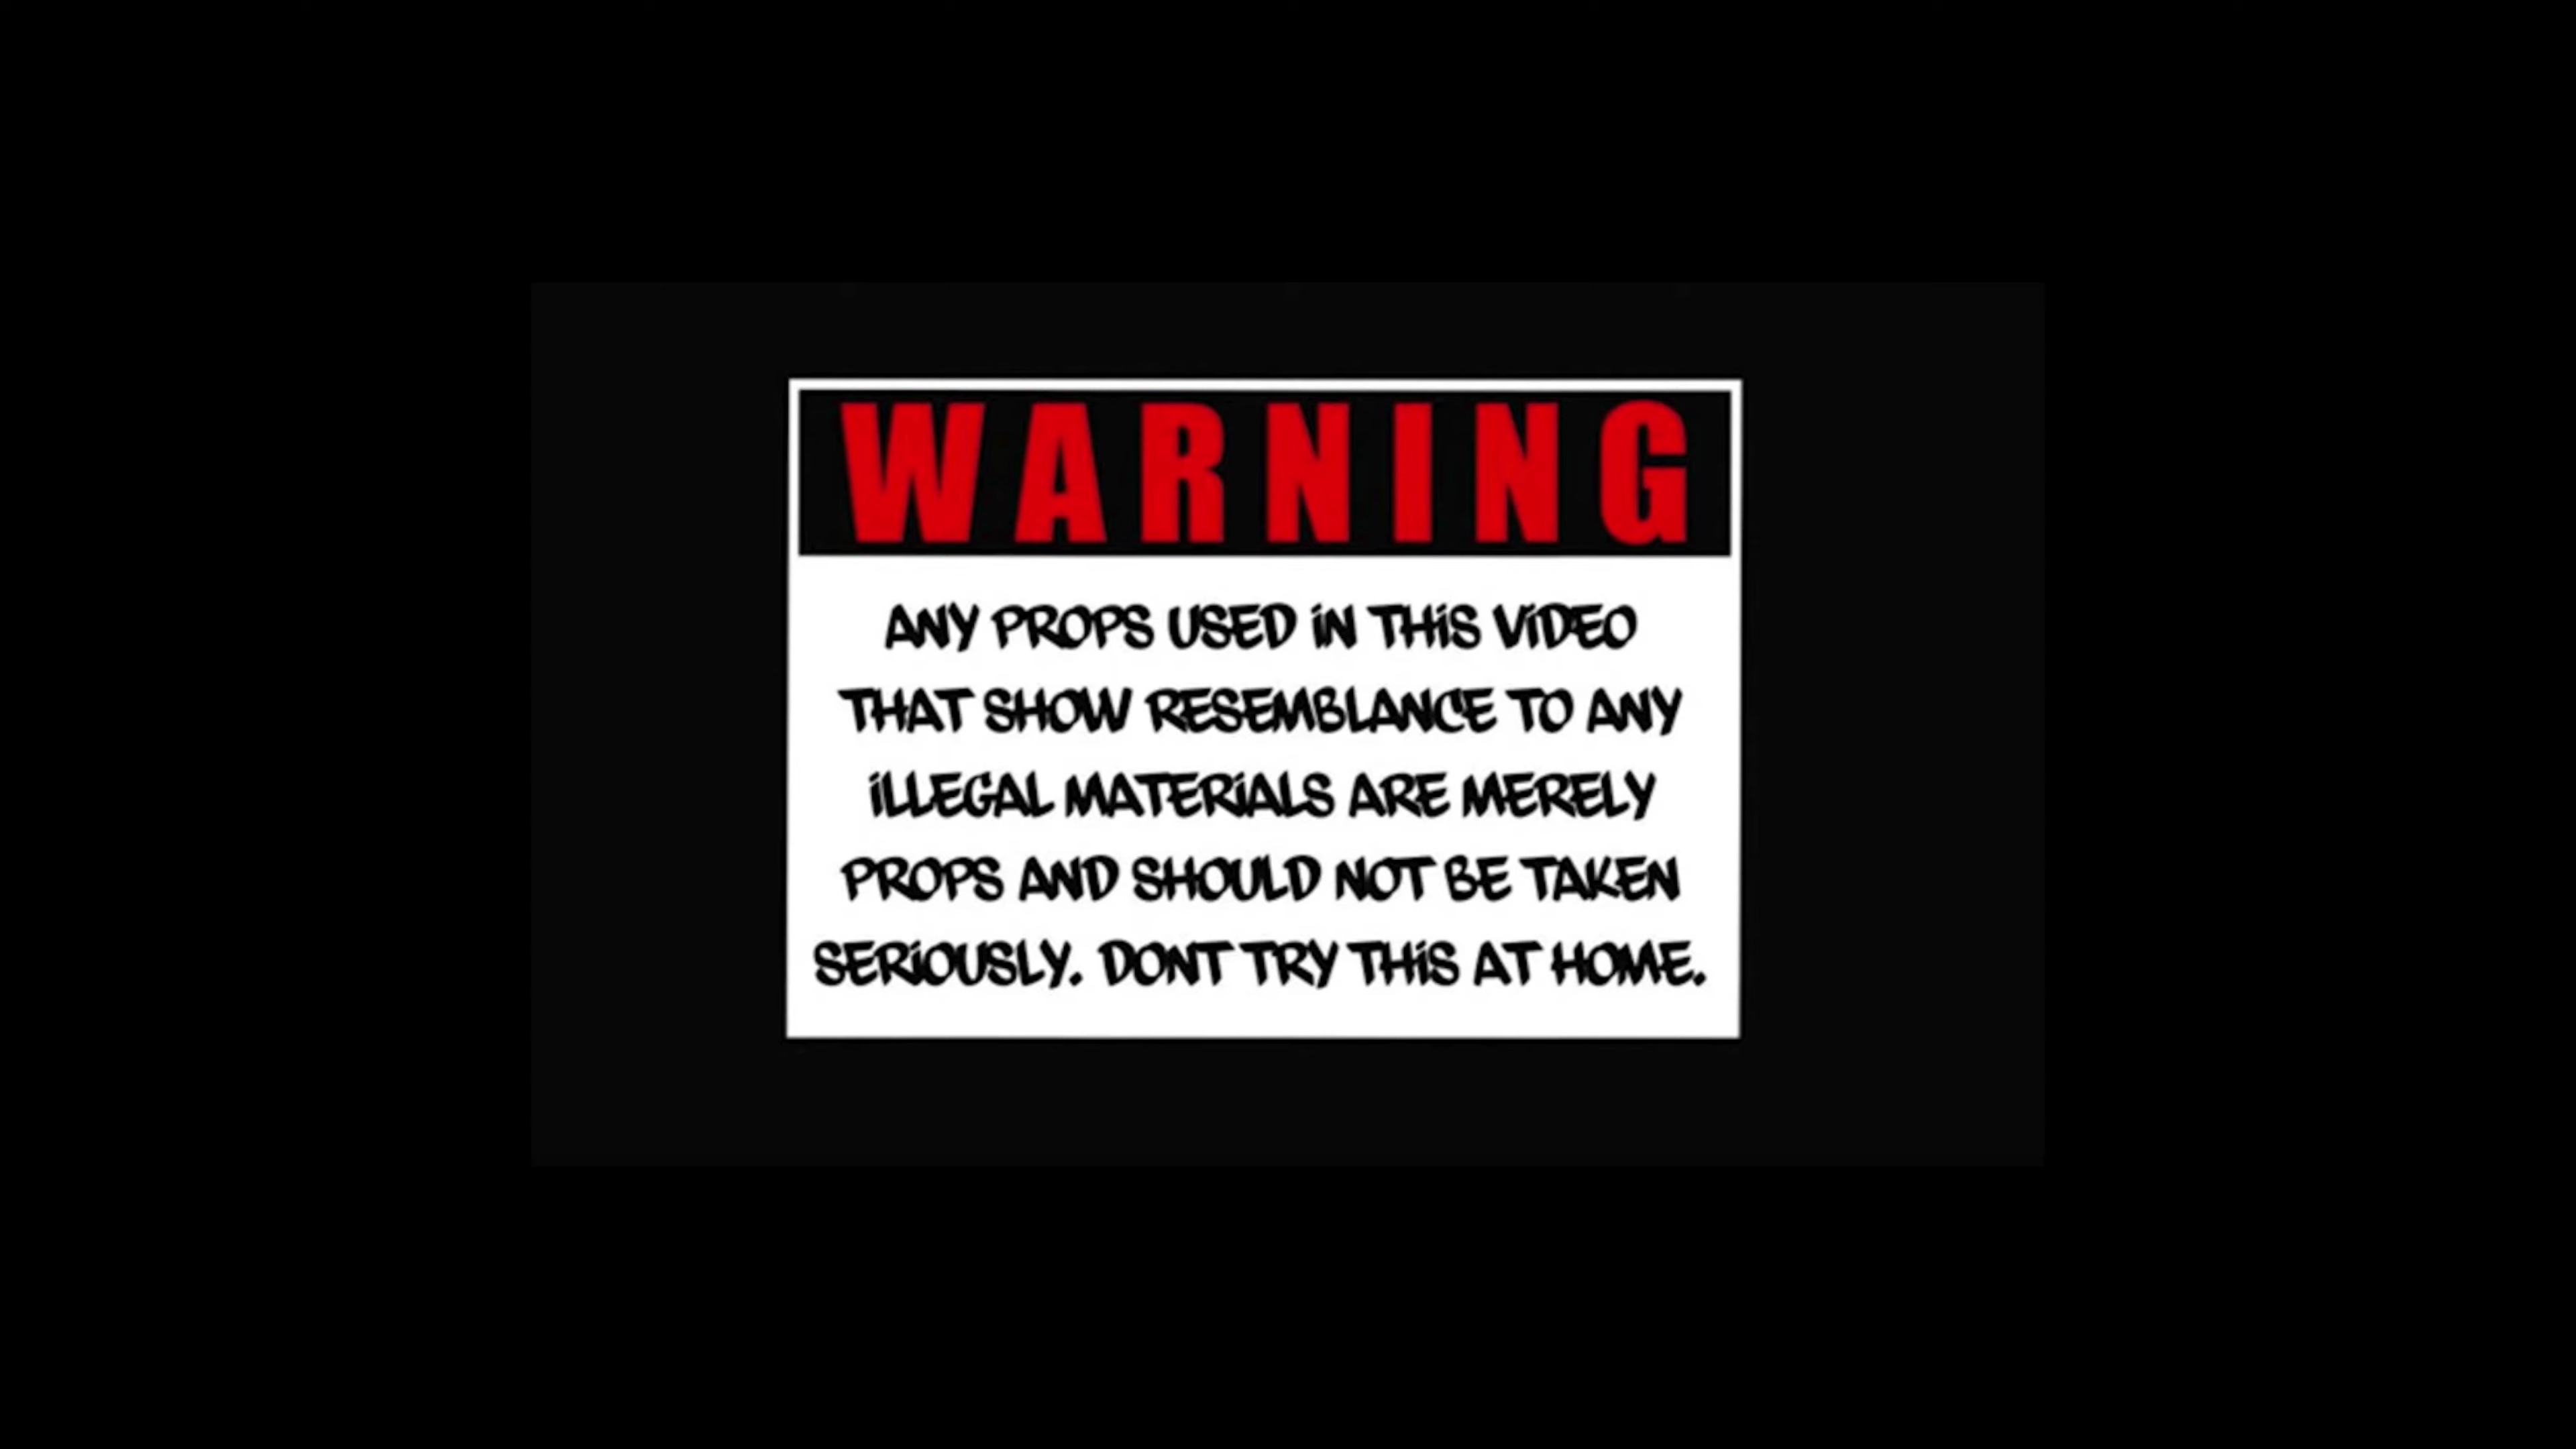 WARNING
ANY PROPS USED iN THiS ViDEO
THAT SHOW RESEMBLANCE TO ANY
iLLEGAL MATERiALS ARE MERELY
PROPS AND SHOULD NOT BE TAKEN
SERiOUSLY. DONT TRY THiS AT HOME.